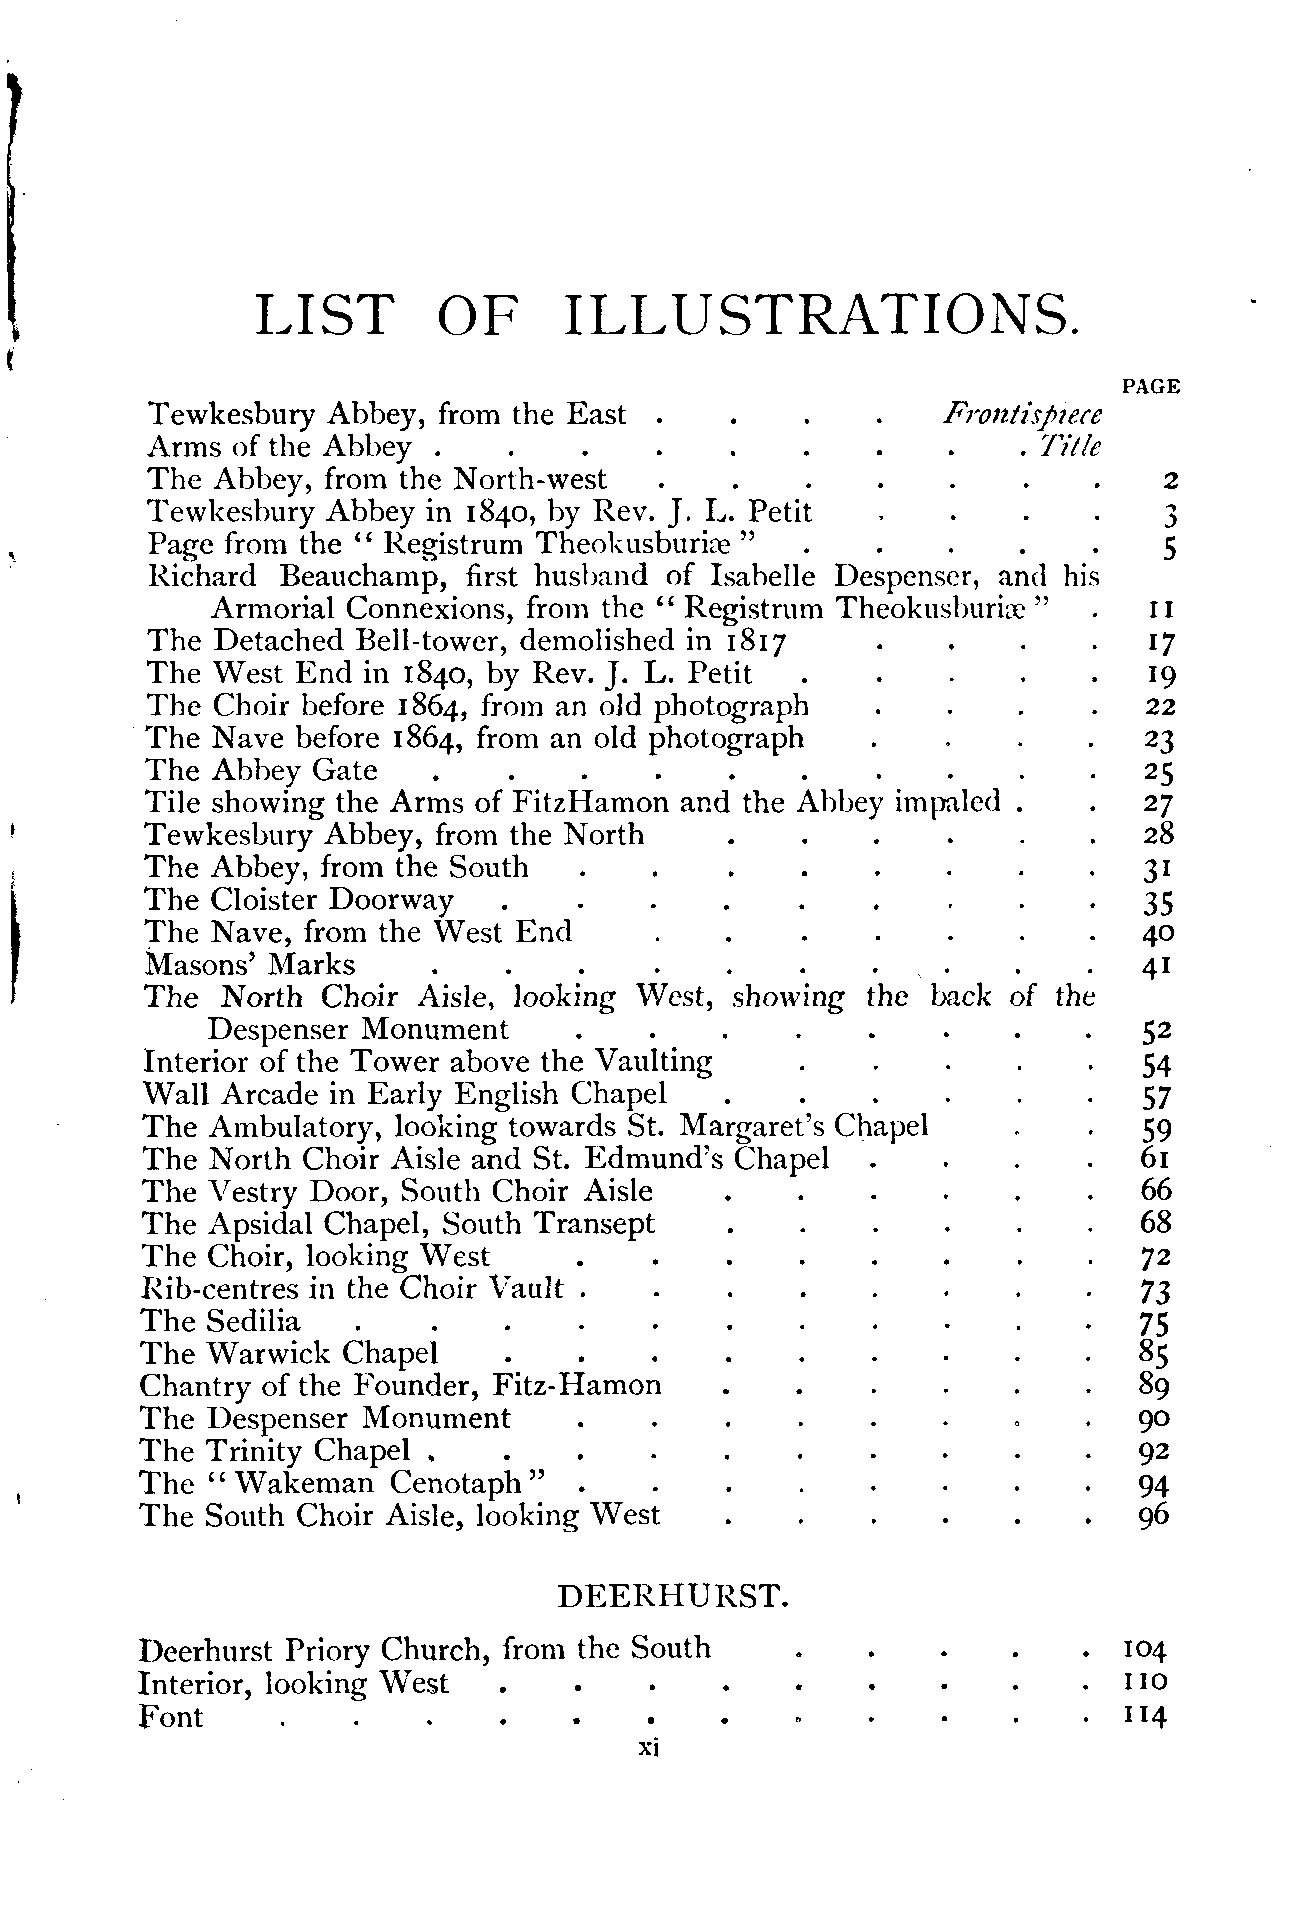 LIST OF ILLUSTRATIONS.
PAGE
Tewkesbury Abbey, from the East . . . . Frontispiece
Arms of the Abbey . . . . . . . . . Title
The Abbey, from the North-west . . . . . . . 2
Tewkesbury Abbey in 1840, by Rev. J. L. Petit . . . . 3
Page from the “ Registrum Theokusburiæ ” . . . . . 5
Richard Beauchamp, first husband of Isabelle Despenser, and his
Armorial Connexions, from the “ Registrum Theokusburiæ ” . 11
The Detached Bell-tower, demolished in 1817 . . . . 17
The West End in 1840, by Rev. J. L. Petit . . . . . 19
The Choir before 1864, from an old photograph . . . . 22
The Nave before 1864, from an old photograph . . . . 23
The Abbey Gate . . . . . . . . . . 25
Tile showing the Arms of FitzHamon and the Abbey impaled . . 27
Tewkesbury Abbey, from the North . . . . . . 28
The Abbey, from the South . . . . . . . . 31
The Cloister Doorway . . . . . . . . . 35
The Nave, from the West End . . . . . . . 40
Masons’ Marks . . . . . . . . . . 41
The North Choir Aisle, looking West, showing the back of the
Despenser Monument . . . . . . . . 52
Interior of the Tower above the Vaulting . . . . . 54
Wall Arcade in Early English Chapel . . . . . . 57
The Ambulatory, looking towards St. Margaret’s Chapel . . 59
The North Choir Aisle and St. Edmund’s Chapel . . . . 61
The Vestry Door, South Choir Aisle . . . . . . 66
The Apsidal Chapel, South Transept . . . . . . 68
The Choir, looking West . . . . . . . . 72
Rib-centres in the Choir Vault . . . . . . . . 73
The Sedilia . . . . . . . . . . . 75
The Warwick Chapel . . . . . . . . . 85
Chantry of the Founder, Fitz-Hamon . . . . . . 89
The Despenser Monument . . . . . . . . 90
The Trinity Chapel . . . . . . . . . . 92
The “ Wakeman Cenotaph ” . . . . . . . . 94
The South Choir Aisle, looking West . . . . . . 96
DEERHURST.
Deerhurst Priory Church, from the South . . . . . 104
Interior, looking West . . . . . . . . . 110
Font . . . . . . . . . . . . 114
xi